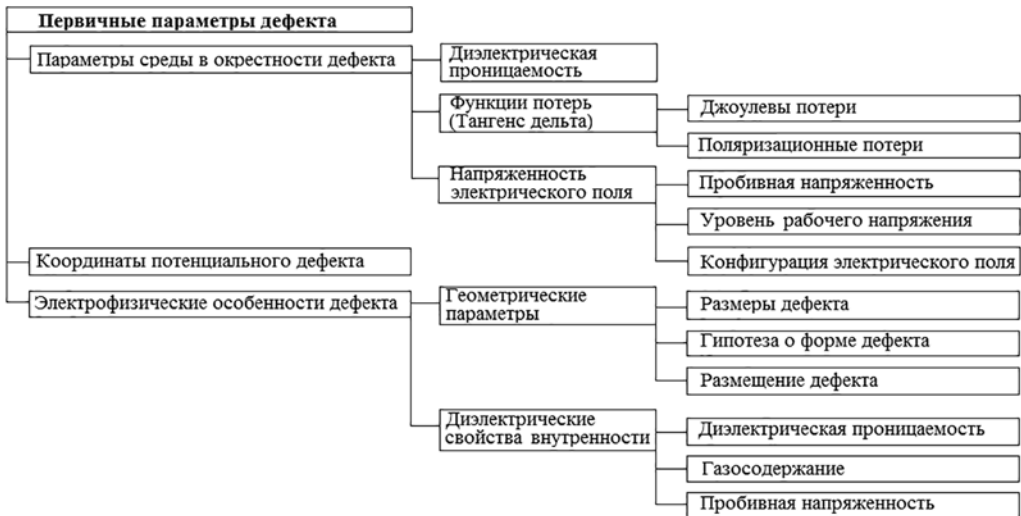 Первичные параметры дефекта
Параметры среды в окрестности дефекта
Диэлектрическая
проницаемость
Функции потерь
(Тангенс дельта)
Джоулевы потери
Поляризационные потери
Напряженность
электрического поля
Пробивная напряженность
Уровень рабочего напряжения
Конфигурация электрического поля
Координаты потенциального дефекта
Электрофизические особенности дефекта
Геометрические
параметры
Размеры дефекта
Гипотеза о форме дефекта
Размещение дефекта
Диэлектрические
свойства внутренности
Диэлектрическая проницаемость
Газосодержание
Пробивная напряженность